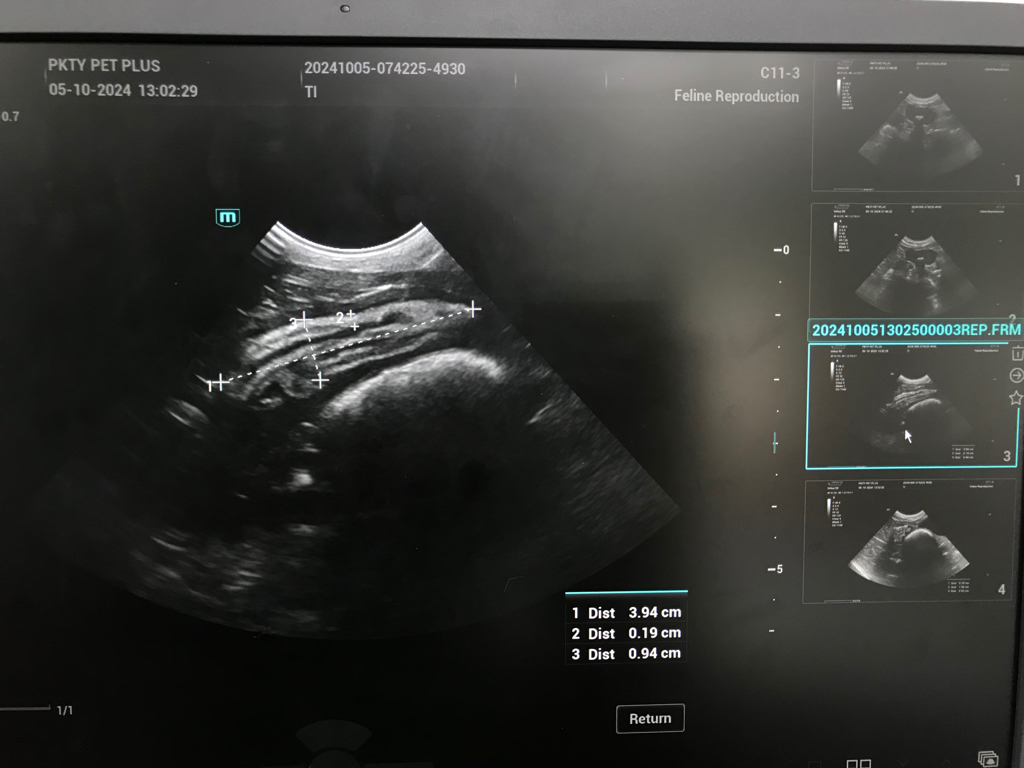 PKTY PET PLUS
05-10-2024 13:02:29
20241005-074225-4930
TI
C11-3
Feline Reproduction
0.7
m
0
5
1
2
3
1 Dist 3.94 cm
2 Dist 0.19 cm
3 Dist 0.94 cm
Return
1/1
1
2
202410051302500003REP.FRM
3
4